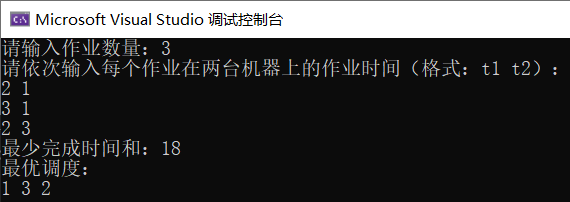 C:\ Microsoft Visual Studio 调试控制台
请输入作业数量：3
请依次输入每个作业在两台机器上的作业时间（格式：t1 t2）：
2 1
3 1
2 3
最少完成时间和：18
最优调度：
1 3 2